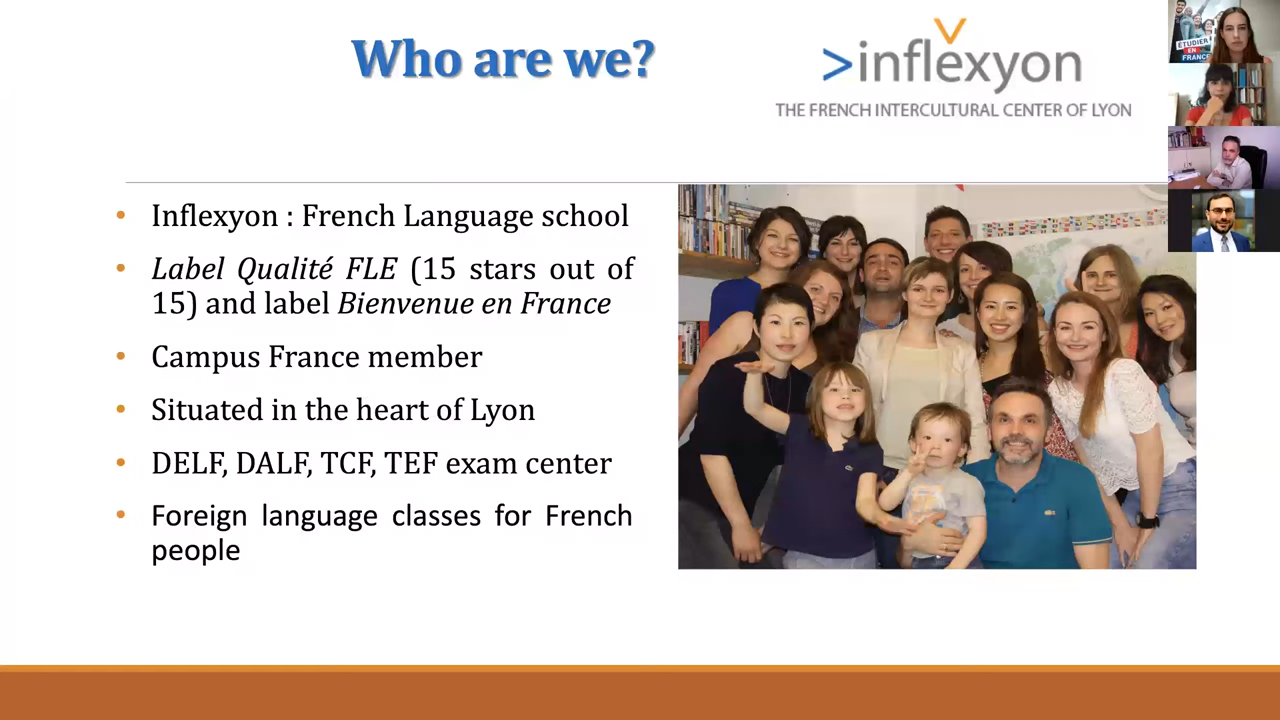 Who are we?
>inflexyon
THE FRENCH INTERCULTURAL CENTER OF LYON
ÉTUDIER
EN
FRANCE
• Inflexyon : French Language school
• Label Qualité FLE (15 stars out of
15) and label Bienvenue en France
• Campus France member
• Situated in the heart of Lyon
• DELF, DALF, TCF, TEF exam center
• Foreign language classes for French
people